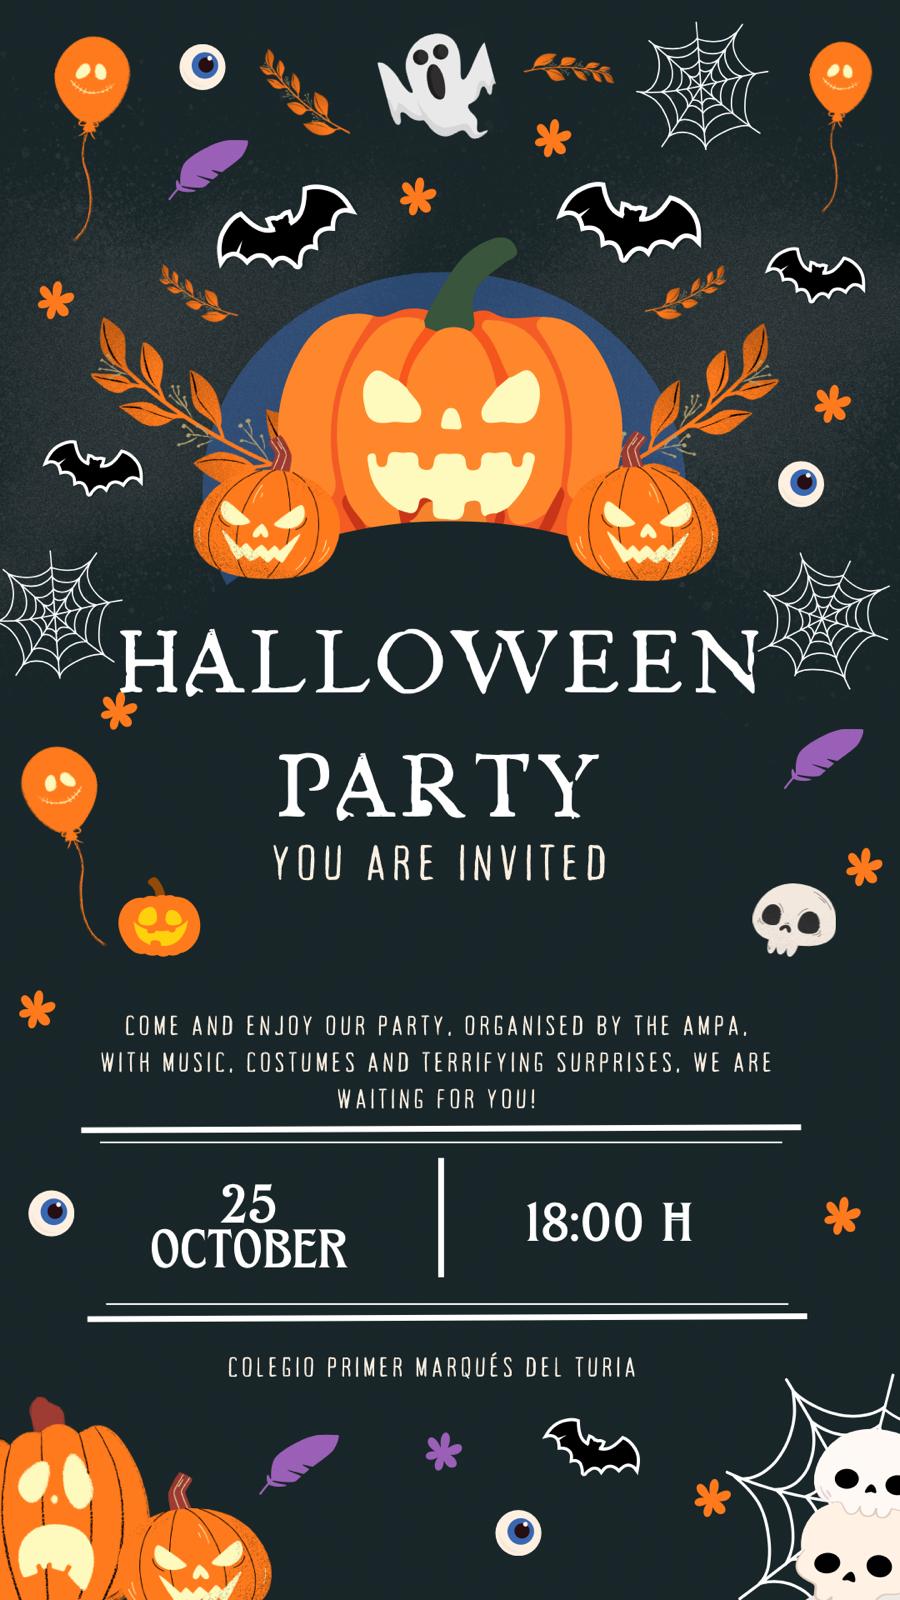 HALLOWEEN
PARTY
YOU ARE INVITED
COME AND ENJOY OUR PARTY, ORGANISED BY THE AMPA,
WITH MUSIC, COSTUMES AND TERRIFYING SURPRISES, WE ARE
WAITING FOR YOU!
25
OCTOBER
18:00 H
COLEGIO PRIMER MARQUÉS DEL TURIA